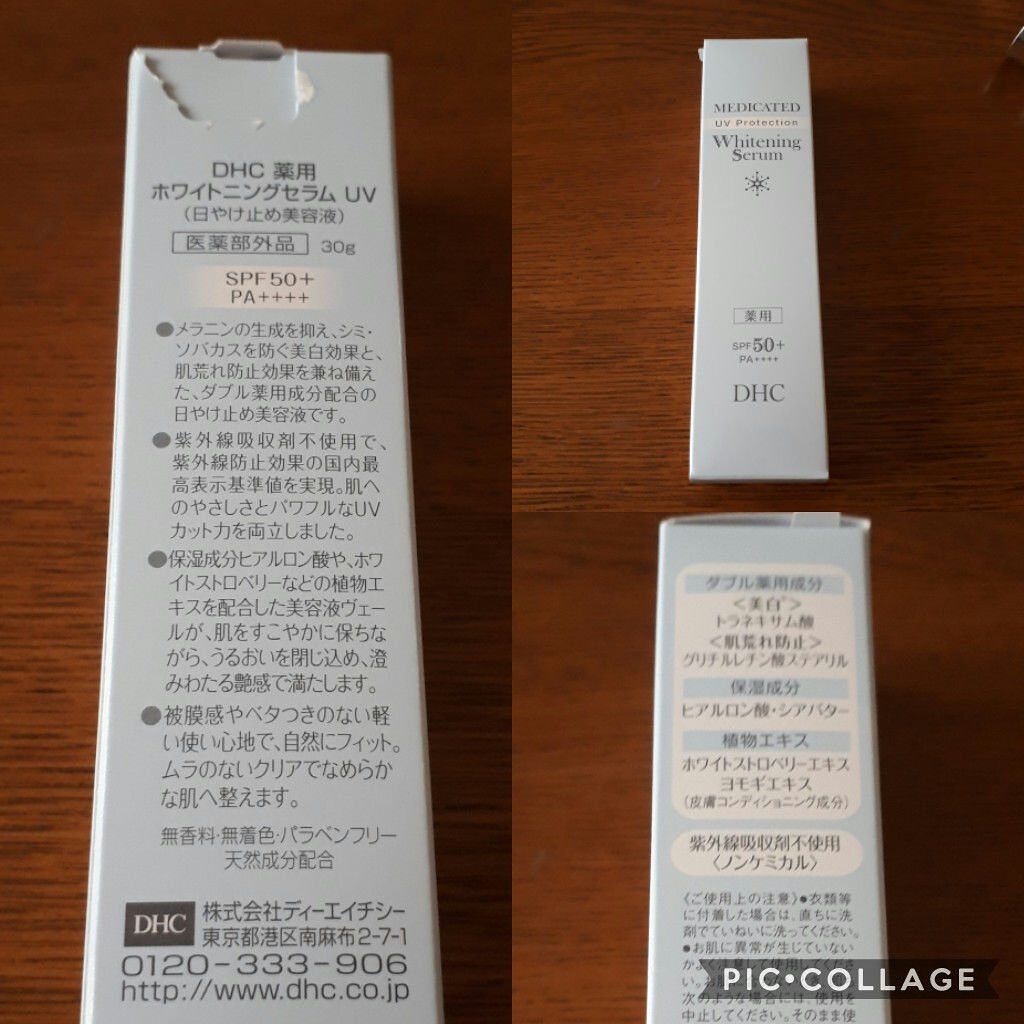 DHC 薬用
ホワイトニングセラム UV
(日やけ止め美容液)
医薬部外品 30g
SPF50+
PA++++
●メラニンの生成を抑え、シミ・
ソバカスを防ぐ美白効果と、
肌荒れ防止効果を兼ね備え
た、ダブル薬用成分配合の
日やけ止め美容液です。
●紫外線吸収剤不使用で、
紫外線防止効果の国内最
高表示基準値を実現。肌へ
のやさしさとパワフルなUV
カット力を両立しました。
●保湿成分ヒアルロン酸や、ホワ
イトストロベリーなどの植物エ
キスを配合した美容液ヴェー
ルが、肌をすこやかに保ちな
がら、うるおいを閉じ込め、澄
みわたる艶感で満たします。
●被膜感やベタつきのない軽
い使い心地で、自然にフィット。
ムラのないクリアでなめらか
な肌へ整えます。
無香料・無着色・パラベンフリー
天然成分配合
DHC 株式会社ディーエイチシー
東京都港区南麻布2-7-1
0120-333-906
http://www.dhc.co.jp
MEDICATED
UV Protection
Whitening
Serum
薬用
SPF50+
PA++++
DHC
ダブル薬用成分
<美白*>
トラネキサム酸
<肌荒れ防止>
グリチルレチン酸ステアリル
保湿成分
ヒアルロン酸・シアバター
植物エキス
ホワイトストロベリーエキス
ヨモギエキス
(皮膚コンディショニング成分)
紫外線吸収剤不使用
〈ノンケミカル〉
《ご使用上の注意》●衣類等
に付着した場合は、直ちに洗
剤でていねいに洗ってください。
●お肌に異常が生じていない
かよく注意して使用してくださ
い。お肌に
次のような場合には、使用を
中止してください。そのまま使
PIC•COLLAGE